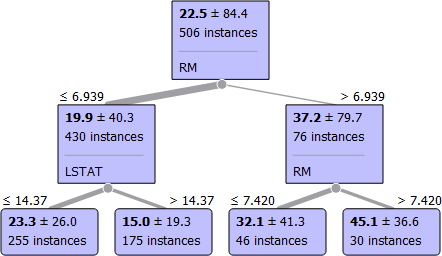 22.5 ± 84.4
506 instances
RM
≤ 6.939
> 6.939
19.9 ± 40.3
430 instances
LSTAT
37.2 ± 79.7
76 instances
RM
≤ 14.37
> 14.37
≤ 7.420
> 7.420
23.3 ± 26.0
255 instances
15.0 ± 19.3
175 instances
32.1 ± 41.3
46 instances
45.1 ± 36.6
30 instances